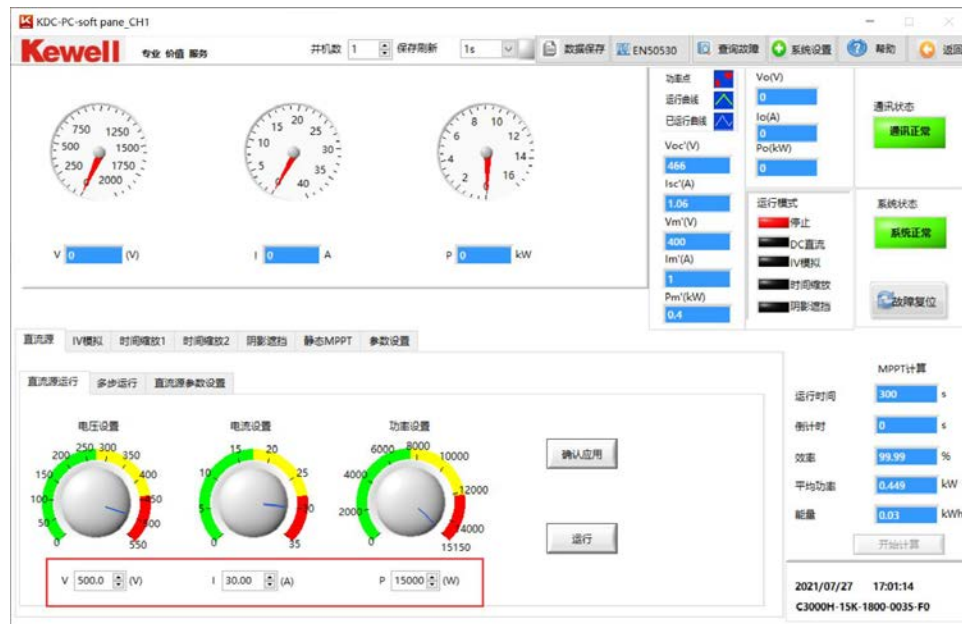 KDC-PC-soft pane_CH1
Kewell 专业 价值 服务 并机数 1 保存刷新 1s 数据保存 EN50530 查询故障 系统设置 帮助 返回
功率点
运行曲线
已运行曲线
Voc'(V)
466
Isc'(A)
1.06
Vm'(V)
400
Im'(A)
1
Pm'(kW)
0.4
Vo(V)
0
Io(A)
0
Po(kW)
0
通讯状态
通讯正常
运行模式
停止
DC直流
IV模拟
时间缩放
阴影遮挡
系统状态
系统正常
故障复位
0 250 500 750 1250 1500 1750 2000
0 5 10 15 20 25 30 35 40
0 2 4 6 8 10 12 14 16
V 0 (V) I 0 A P 0 kW
直流源 IV模拟 时间缩放1 时间缩放2 阴影遮挡 静态MPPT 参数设置
直流源运行 多步运行 直流源参数设置
电压设置 电流设置 功率设置
0 50 100 150 200 250 300 350 400 450 500 550
0 5 10 15 20 25 30 35
0 2000 4000 6000 8000 10000 12000 14000 15150
V 500.0 (V) I 30.00 (A) P 15000 (W)
确认应用
运行
MPPT计算
运行时间 300 s
倒计时 0 s
效率 99.99 %
平均功率 0.449 kW
能量 0.03 kWh
开始计算
2021/07/27 17:01:14
C3000H-15K-1800-0035-F0